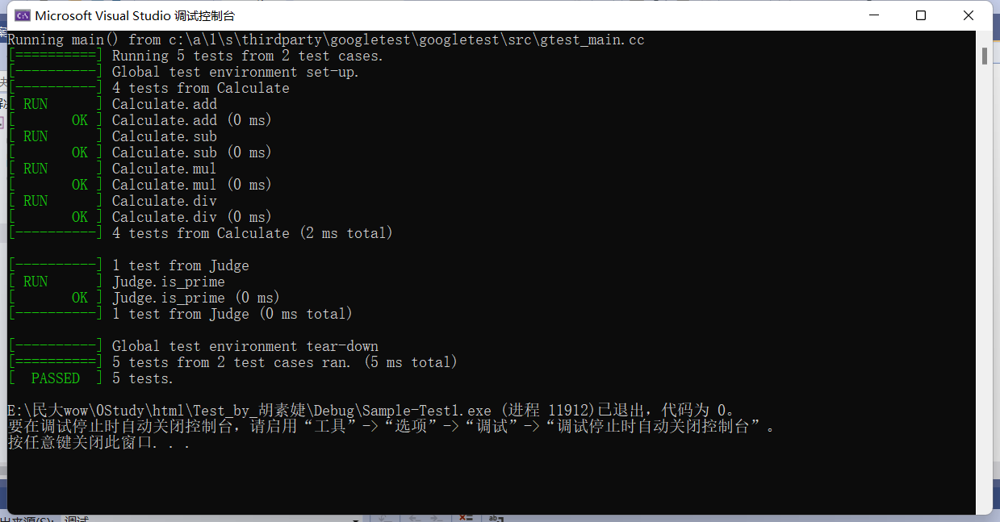 Microsoft Visual Studio 调试控制台
Running main() from c:\a\1\s\thirdparty\googletest\googletest\src\gtest_main.cc
[==========] Running 5 tests from 2 test cases.
[----------] Global test environment set-up.
[----------] 4 tests from Calculate
[ RUN      ] Calculate.add
[       OK ] Calculate.add (0 ms)
[ RUN      ] Calculate.sub
[       OK ] Calculate.sub (0 ms)
[ RUN      ] Calculate.mul
[       OK ] Calculate.mul (0 ms)
[ RUN      ] Calculate.div
[       OK ] Calculate.div (0 ms)
[----------] 4 tests from Calculate (2 ms total)
[----------] 1 test from Judge
[ RUN      ] Judge.is_prime
[       OK ] Judge.is_prime (0 ms)
[----------] 1 test from Judge (0 ms total)
[----------] Global test environment tear-down
[==========] 5 tests from 2 test cases ran. (5 ms total)
[  PASSED  ] 5 tests.
E:\民大wow\0Study\html\Test_by_胡素婕\Debug\Sample-Test1.exe (进程 11912)已退出，代码为 0。
要在调试停止时自动关闭控制台，请启用“工具”->“选项”->“调试”->“调试停止时自动关闭控制台”。
按任意键关闭此窗口. . .